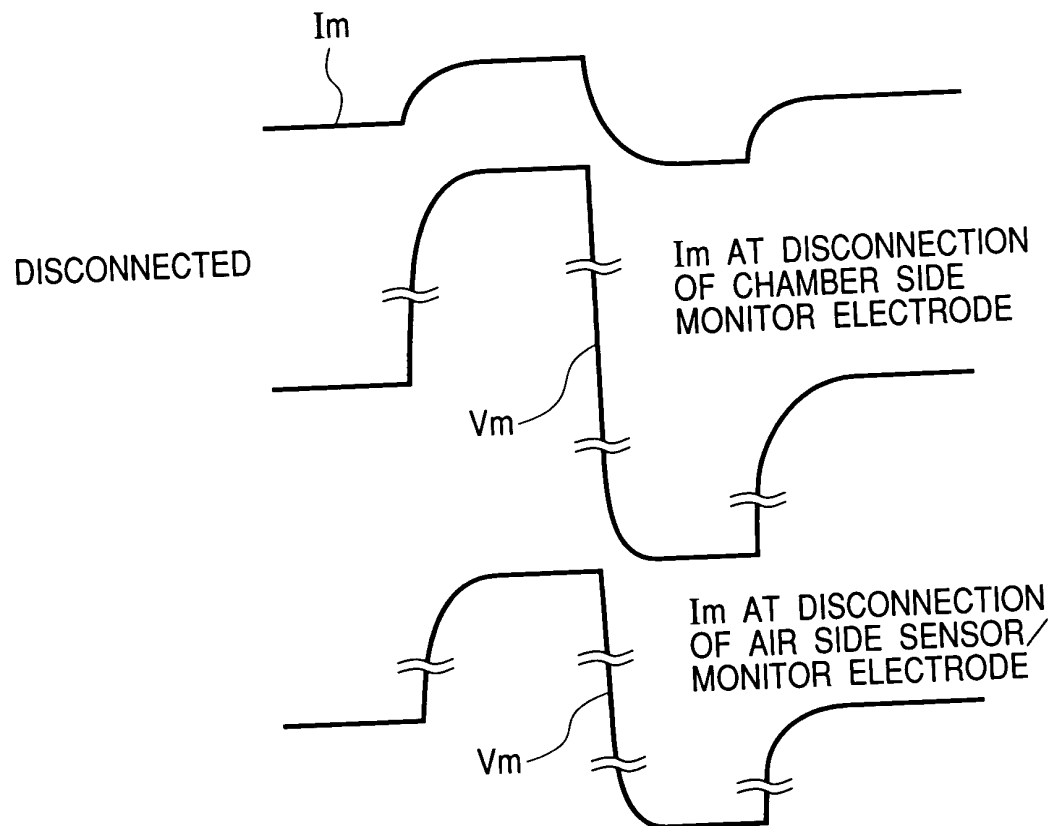 Im
DISCONNECTED
Im AT DISCONNECTION
OF CHAMBER SIDE
MONITOR ELECTRODE
Vm
Im AT DISCONNECTION
OF AIR SIDE SENSOR/
MONITOR ELECTRODE
Vm